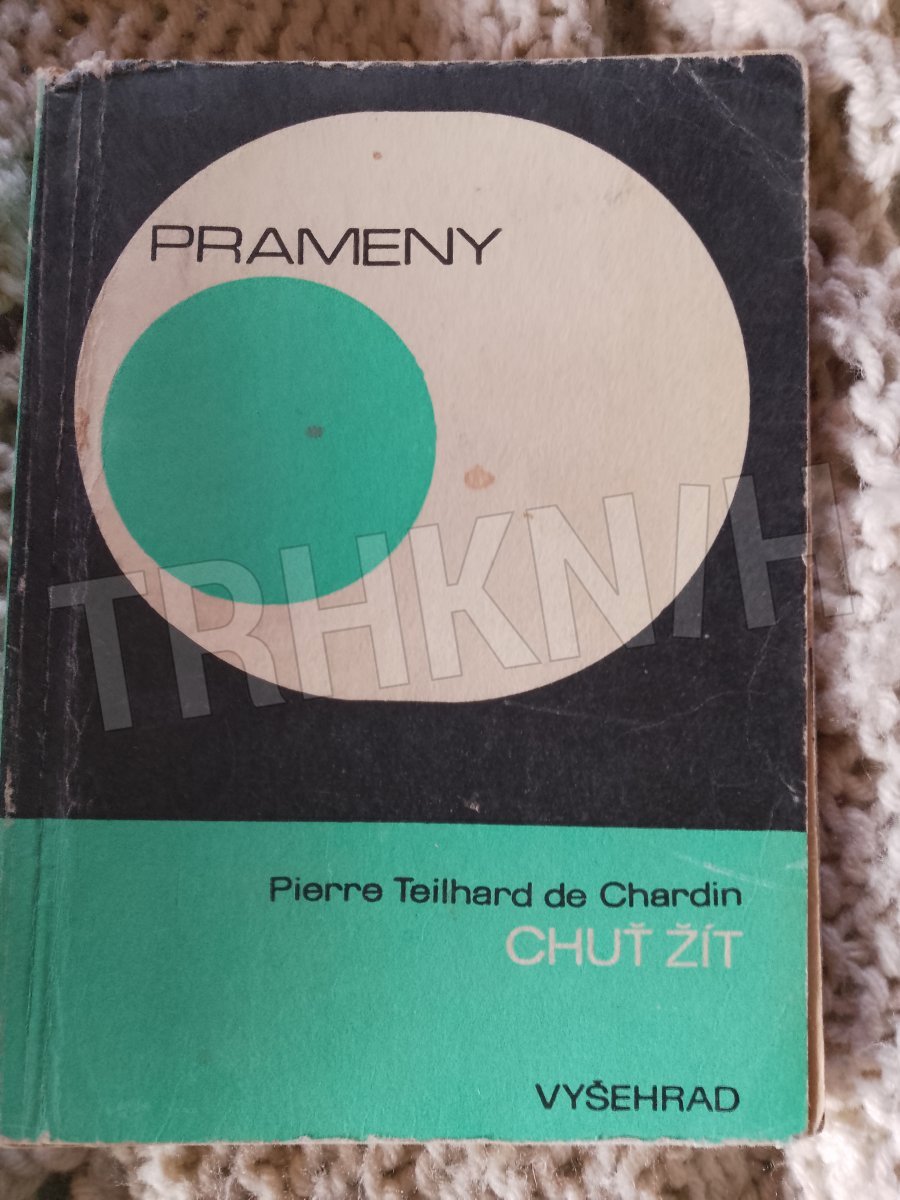 PRAMENY
TRHKNIH
Pierre Teilhard de Chardin
CHUŤ ŽÍT
VYŠEHRAD